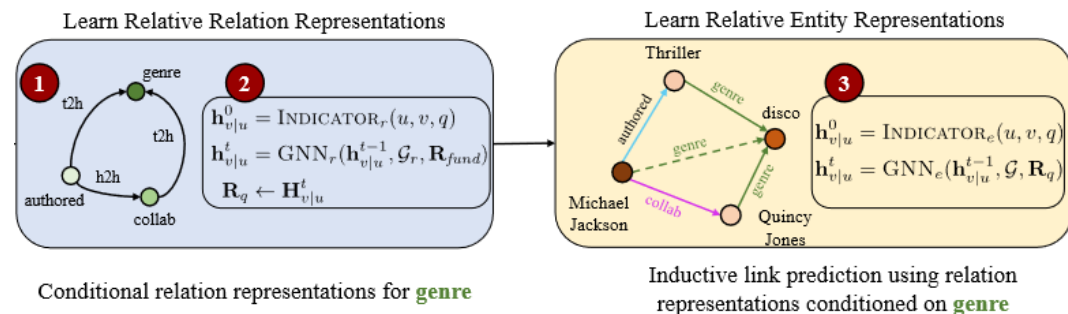 Learn Relative Relation Representations
1
genre
t2h
t2h
h2h
authored
collab
2
h⁰_{v|u} = INDICATOR_r(u, v, q)
h^t_{v|u} = GNN_r(h^{t-1}_{v|u}, 𝒢_r, R_{fund})
R_q ← H^t_{v|u}
Conditional relation representations for genre
Learn Relative Entity Representations
Thriller
genre
authored
disco
genre
genre
Michael
Jackson
collab
Quincy
Jones
3
h⁰_{v|u} = INDICATOR_e(u, v, q)
h^t_{v|u} = GNN_e(h^{t-1}_{v|u}, 𝒢, R_q)
Inductive link prediction using relation
representations conditioned on genre